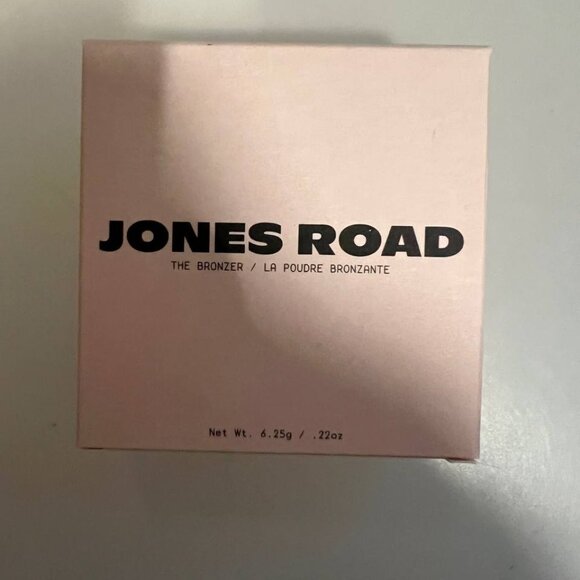 JONES ROAD
THE BRONZER / LA POUDRE BRONZANTE
Net Wt. 6.25g / .22oz